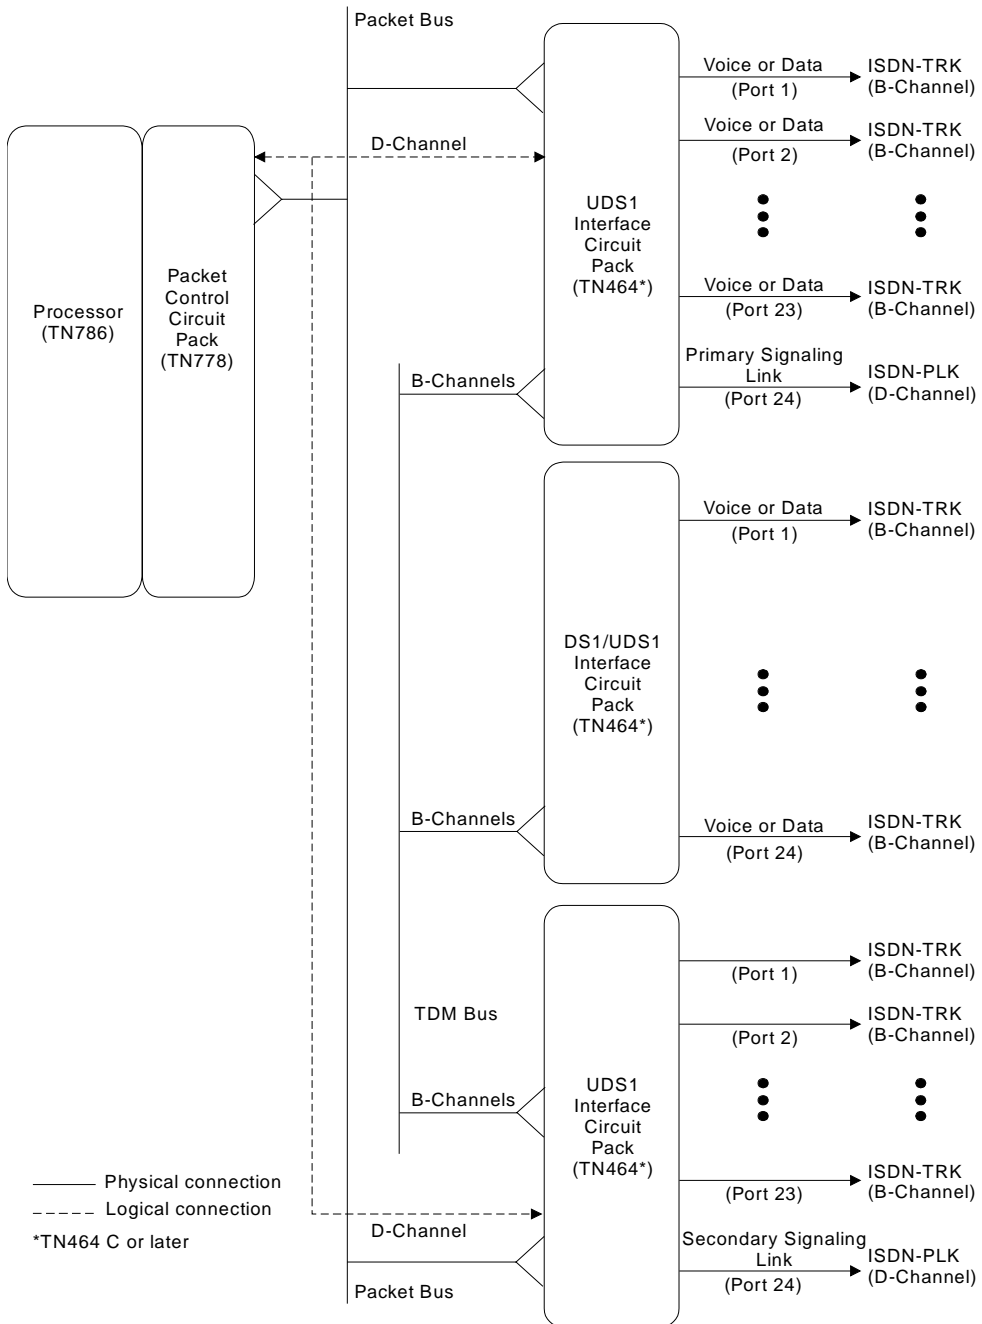 Packet Bus
Voice or Data
(Port 1)
ISDN-TRK
(B-Channel)
D-Channel
Voice or Data
(Port 2)
ISDN-TRK
(B-Channel)
UDS1
Interface
Circuit
Pack
(TN464*)
Processor
(TN786)
Packet
Control
Circuit
Pack
(TN778)
Voice or Data
(Port 23)
ISDN-TRK
(B-Channel)
B-Channels
Primary Signaling
Link
(Port 24)
ISDN-PLK
(D-Channel)
Voice or Data
(Port 1)
ISDN-TRK
(B-Channel)
DS1/UDS1
Interface
Circuit
Pack
(TN464*)
B-Channels
Voice or Data
(Port 24)
ISDN-TRK
(B-Channel)
(Port 1)
ISDN-TRK
(B-Channel)
TDM Bus
(Port 2)
ISDN-TRK
(B-Channel)
B-Channels
UDS1
Interface
Circuit
Pack
(TN464*)
(Port 23)
ISDN-TRK
(B-Channel)
Physical connection
Logical connection
*TN464 C or later
D-Channel
Secondary Signaling
Link
(Port 24)
ISDN-PLK
(D-Channel)
Packet Bus